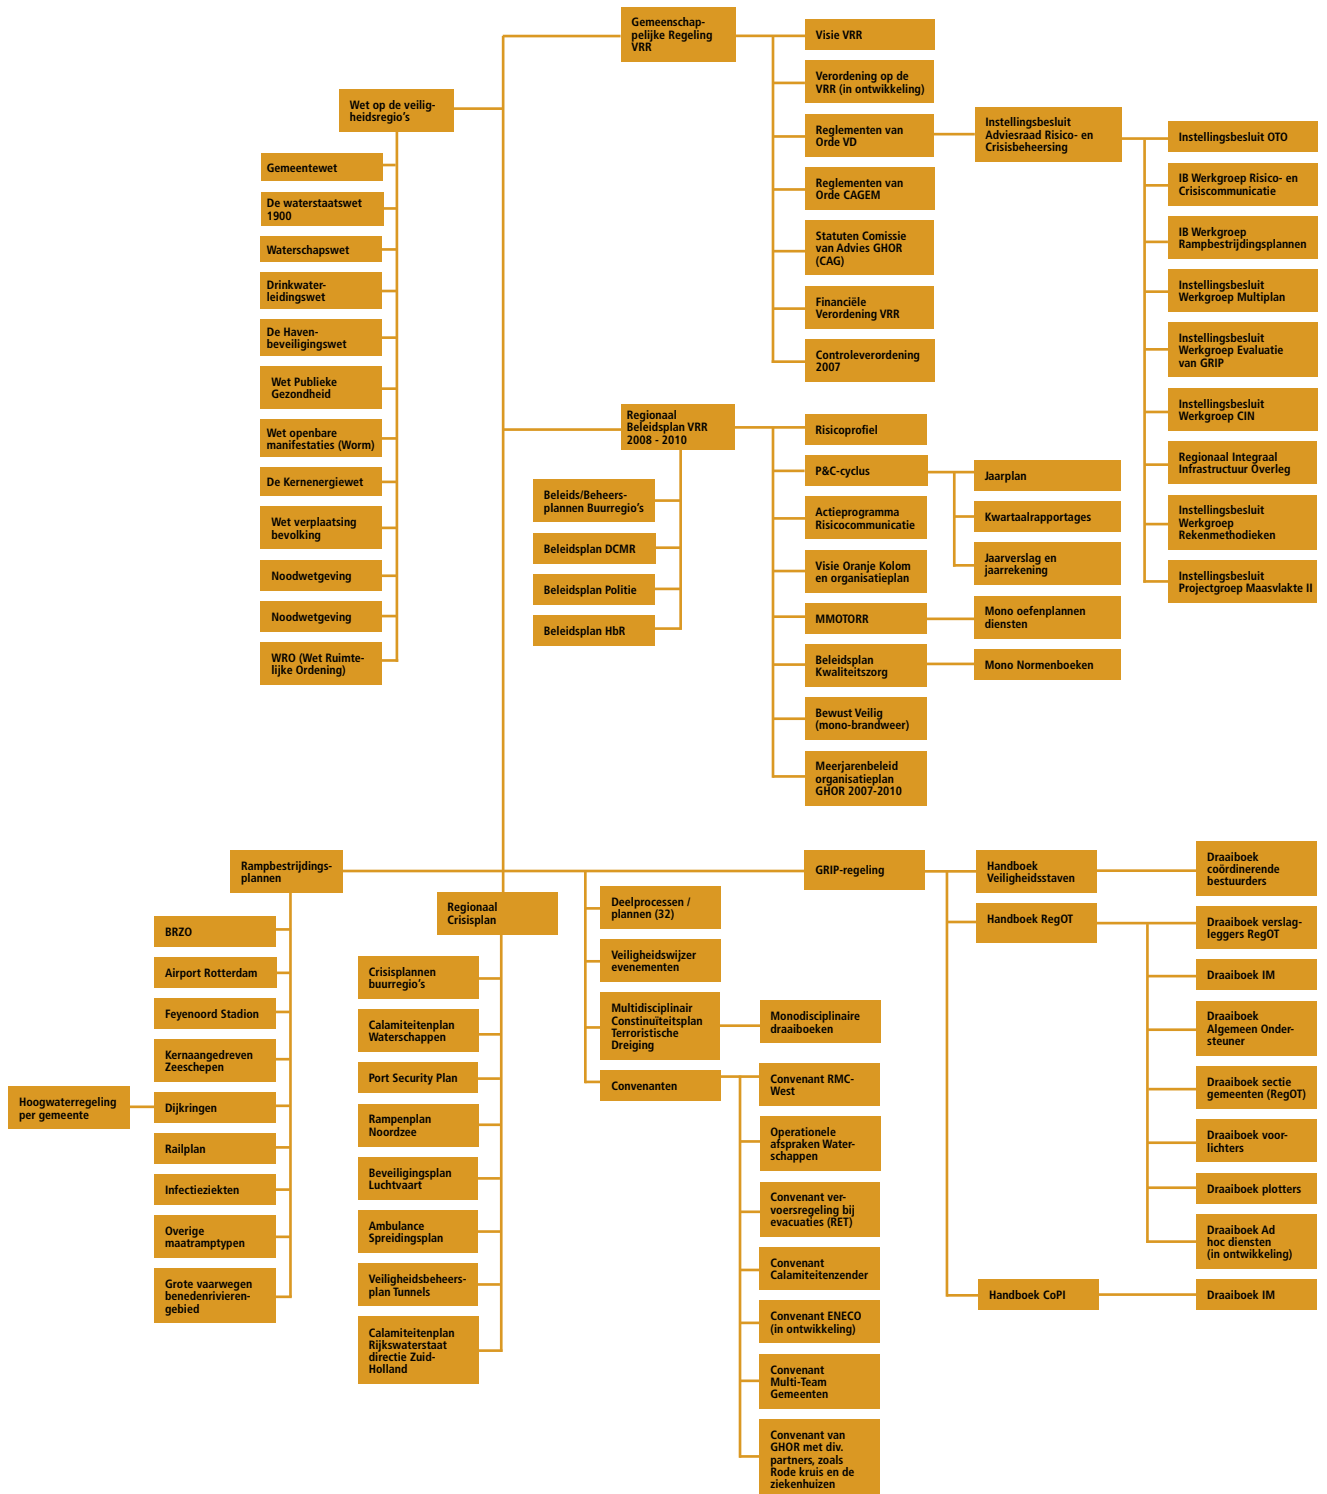 Gemeenschap-
pelijke Regeling
VRR
Visie VRR
Verordening op de
VRR (in ontwikkeling)
Reglementen van
Orde VD
Reglementen van
Orde CAGEM
Statuten Comissie
van Advies GHOR
(CAG)
Financiële
Verordening VRR
Controleverordening
2007
Instellingsbesluit
Adviesraad Risico- en
Crisisbeheersing
Instellingsbesluit OTO
IB Werkgroep Risico- en
Crisiscommunicatie
IB Werkgroep
Rampbestrijdingsplannen
Instellingsbesluit
Werkgroep Multiplan
Instellingsbesluit
Werkgroep Evaluatie
van GRIP
Instellingsbesluit
Werkgroep CIN
Regionaal Integraal
Infrastructuur Overleg
Instellingsbesluit
Werkgroep
Rekenmethodieken
Instellingsbesluit
Projectgroep Maasvlakte II
Wet op de veilig-
heidsregio's
Gemeentewet
De waterstaatswet
1900
Waterschapswet
Drinkwater-
leidingswet
De Haven-
beveiligingswet
Wet Publieke
Gezondheid
Wet openbare
manifestaties (Worm)
De Kernenergiewet
Wet verplaatsing
bevolking
Noodwetgeving
Noodwetgeving
WRO (Wet Ruimte-
lijke Ordening)
Regionaal
Beleidsplan VRR
2008 - 2010
Beleids/Beheers-
plannen Buurregio's
Beleidsplan DCMR
Beleidsplan Politie
Beleidsplan HbR
Risicoprofiel
P&C-cyclus
Actieprogramma
Risicocommunicatie
Visie Oranje Kolom
en organisatieplan
MMOTORR
Beleidsplan
Kwaliteitszorg
Bewust Veilig
(mono-brandweer)
Meerjarenbeleid
organisatieplan
GHOR 2007-2010
Jaarplan
Kwartaalrapportages
Jaarverslag en
jaarrekening
Mono oefenplannen
diensten
Mono Normenboeken
Rampbestrijdings-
plannen
BRZO
Airport Rotterdam
Feyenoord Stadion
Kernaangedreven
Zeeschepen
Hoogwaterregeling
per gemeente
Dijkringen
Railplan
Infectieziekten
Overige
maatramptypen
Grote vaarwegen
benedenrivieren-
gebied
Regionaal
Crisisplan
Crisisplannen
buurregio's
Calamiteitenplan
Waterschappen
Port Security Plan
Rampenplan
Noordzee
Beveiligingsplan
Luchtvaart
Ambulance
Spreidingsplan
Veiligheidsbeheers-
plan Tunnels
Calamiteitenplan
Rijkswaterstaat
directie Zuid-
Holland
Deelprocessen /
plannen (32)
Veiligheidswijzer
evenementen
Multidisciplinair
Constinuïteitsplan
Terroristische
Dreiging
Convenanten
Monodisciplinaire
draaiboeken
Convenant RMC-
West
Operationele
afspraken Water-
schappen
Convenant ver-
voersregeling bij
evacuaties (RET)
Convenant
Calamiteitenzender
Convenant ENECO
(in ontwikkeling)
Convenant
Multi-Team
Gemeenten
Convenant van
GHOR met div.
partners, zoals
Rode kruis en de
ziekenhuizen
GRIP-regeling
Handboek
Veiligheidsstaven
Handboek RegOT
Handboek CoPI
Draaiboek
coördinerende
bestuurders
Draaiboek verslag-
leggers RegOT
Draaiboek IM
Draaiboek
Algemeen Onder-
steuner
Draaiboek sectie
gemeenten (RegOT)
Draaiboek voor-
lichters
Draaiboek plotters
Draaiboek Ad
hoc diensten
(in ontwikkeling)
Draaiboek IM